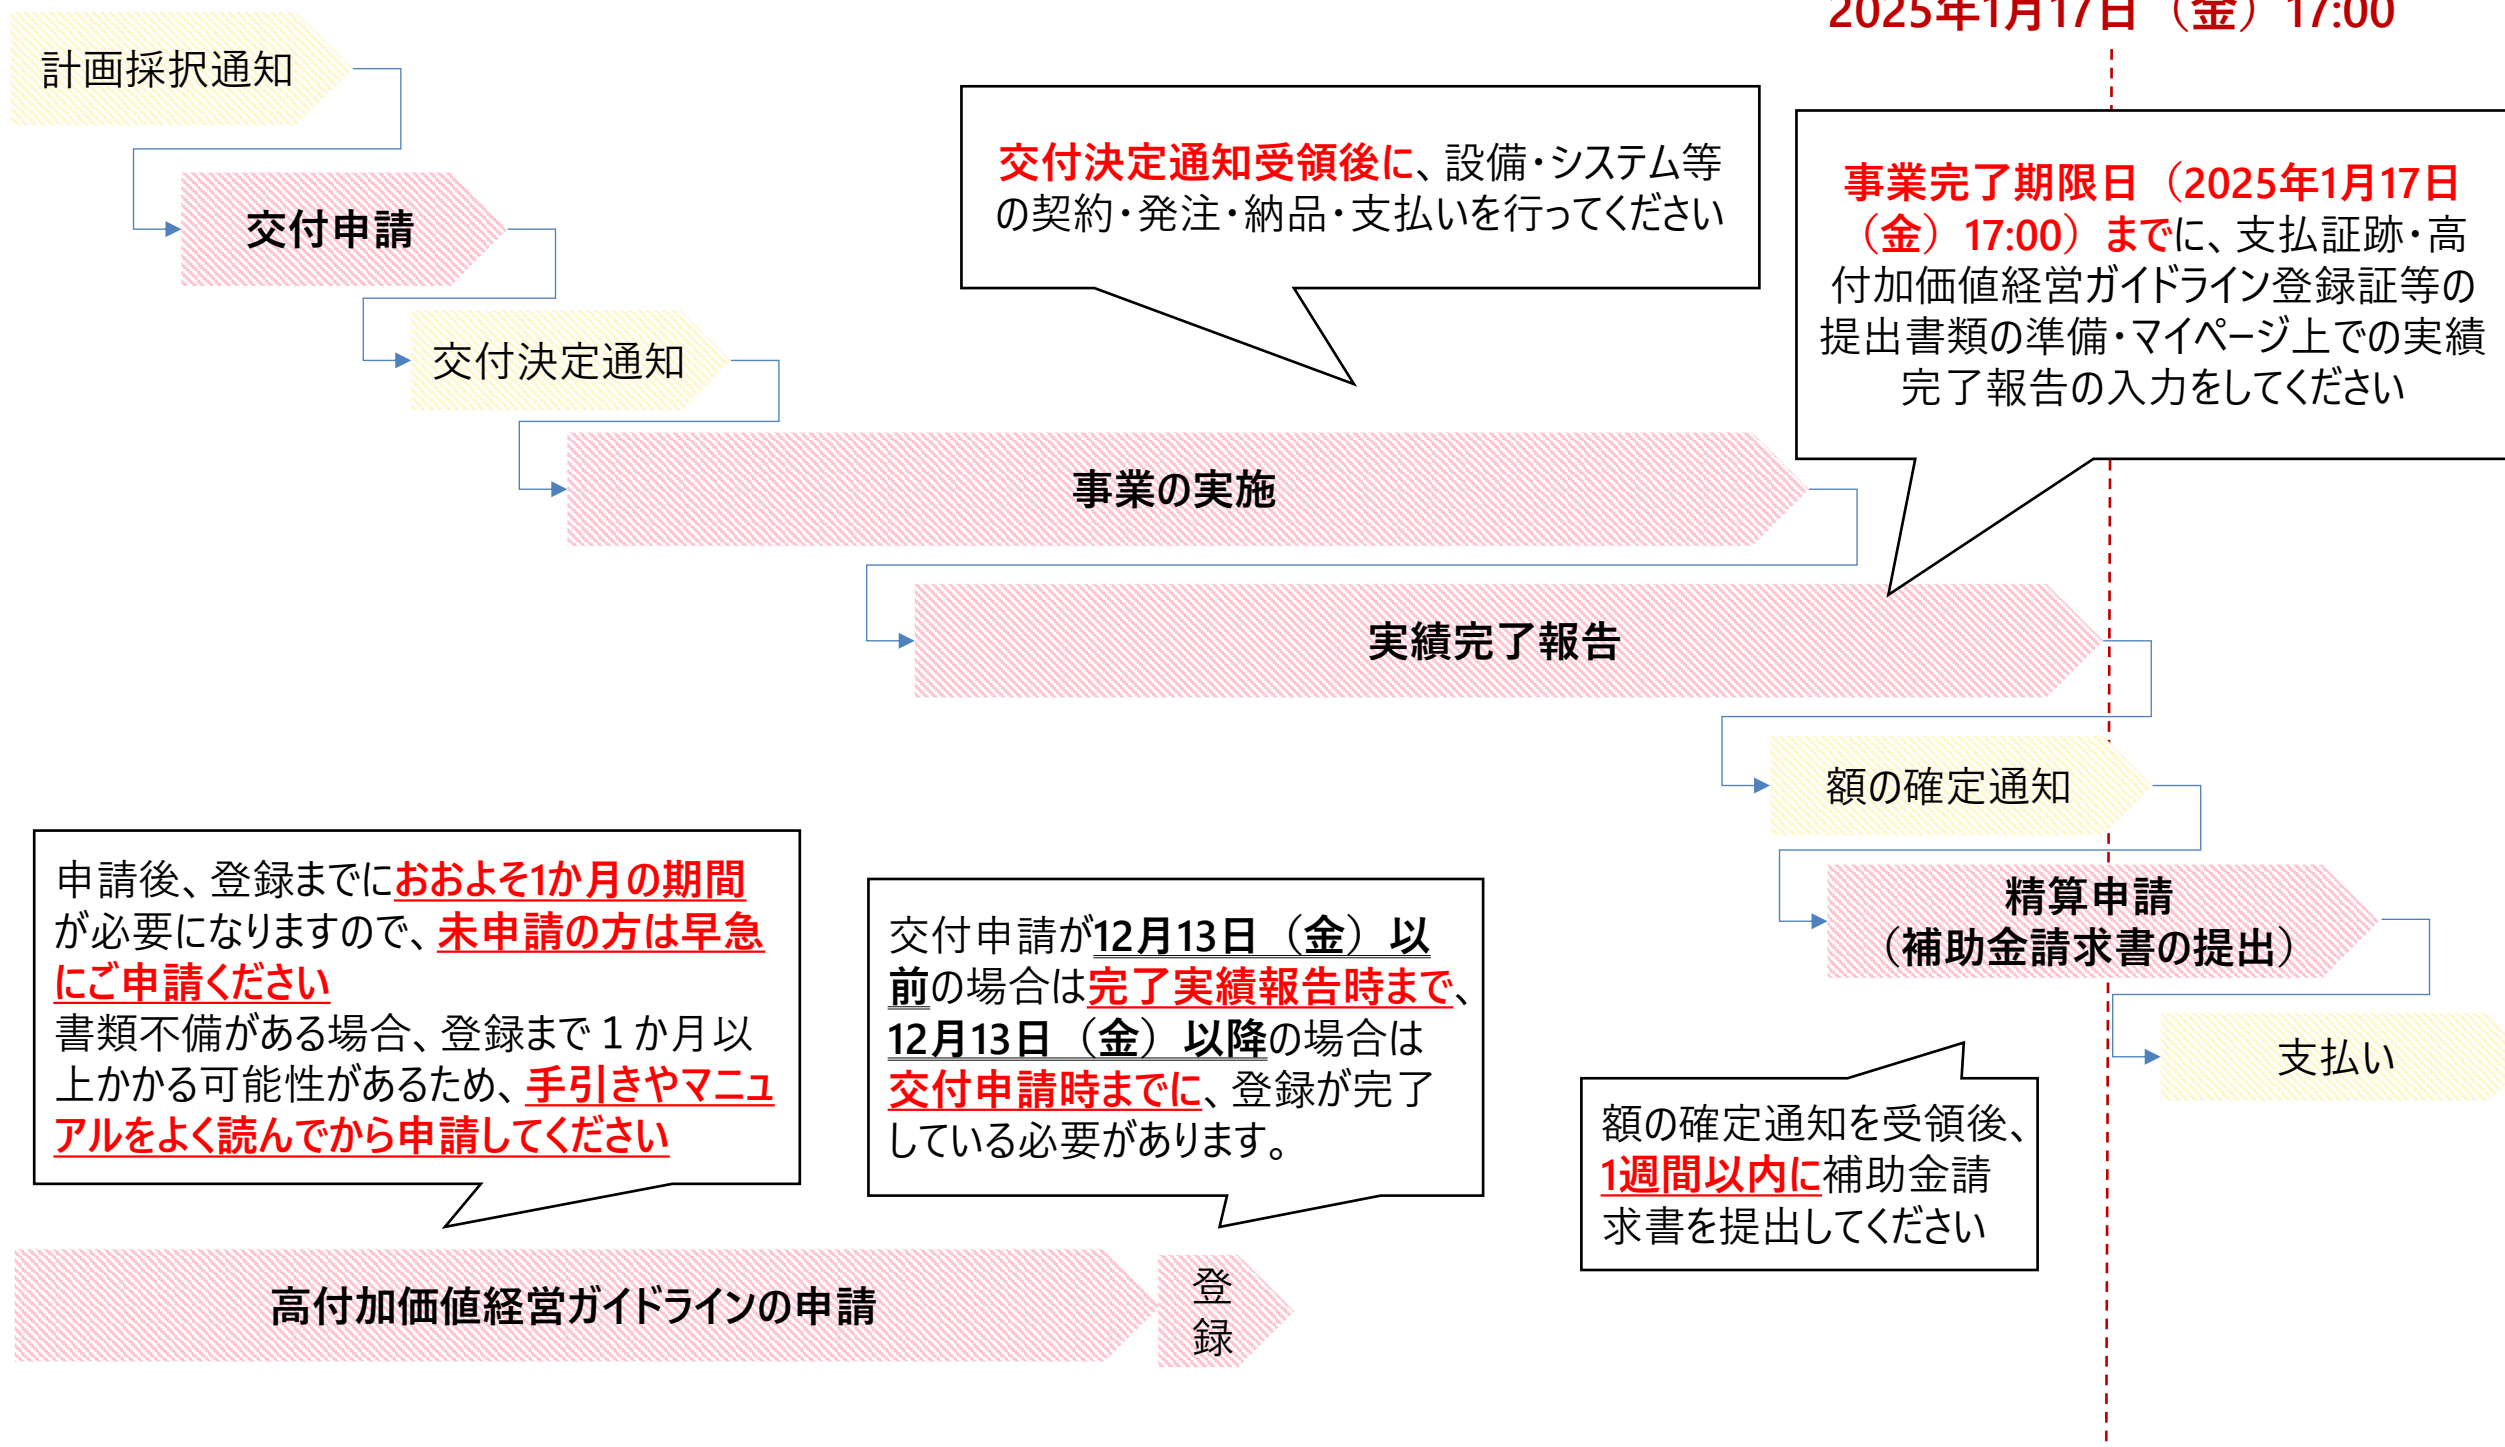 2025年1月17日（金）17:00
計画採択通知
交付申請
交付決定通知
交付決定通知受領後に、設備・システム等
の契約・発注・納品・支払いを行ってください
事業完了期限日（2025年1月17日
（金）17:00）までに、支払証跡・高
付加価値経営ガイドライン登録証等の
提出書類の準備・マイページ上での実績
完了報告の入力をしてください
事業の実施
実績完了報告
額の確定通知
精算申請
（補助金請求書の提出）
支払い
申請後、登録までにおおよそ1か月の期間
が必要になりますので、未申請の方は早急
にご申請ください
書類不備がある場合、登録まで１か月以
上かかる可能性があるため、手引きやマニュ
アルをよく読んでから申請してください
交付申請が12月13日（金）以
前の場合は完了実績報告時まで、
12月13日（金）以降の場合は
交付申請時までに、登録が完了
している必要があります。
額の確定通知を受領後、
1週間以内に補助金請
求書を提出してください
高付加価値経営ガイドラインの申請
登
録